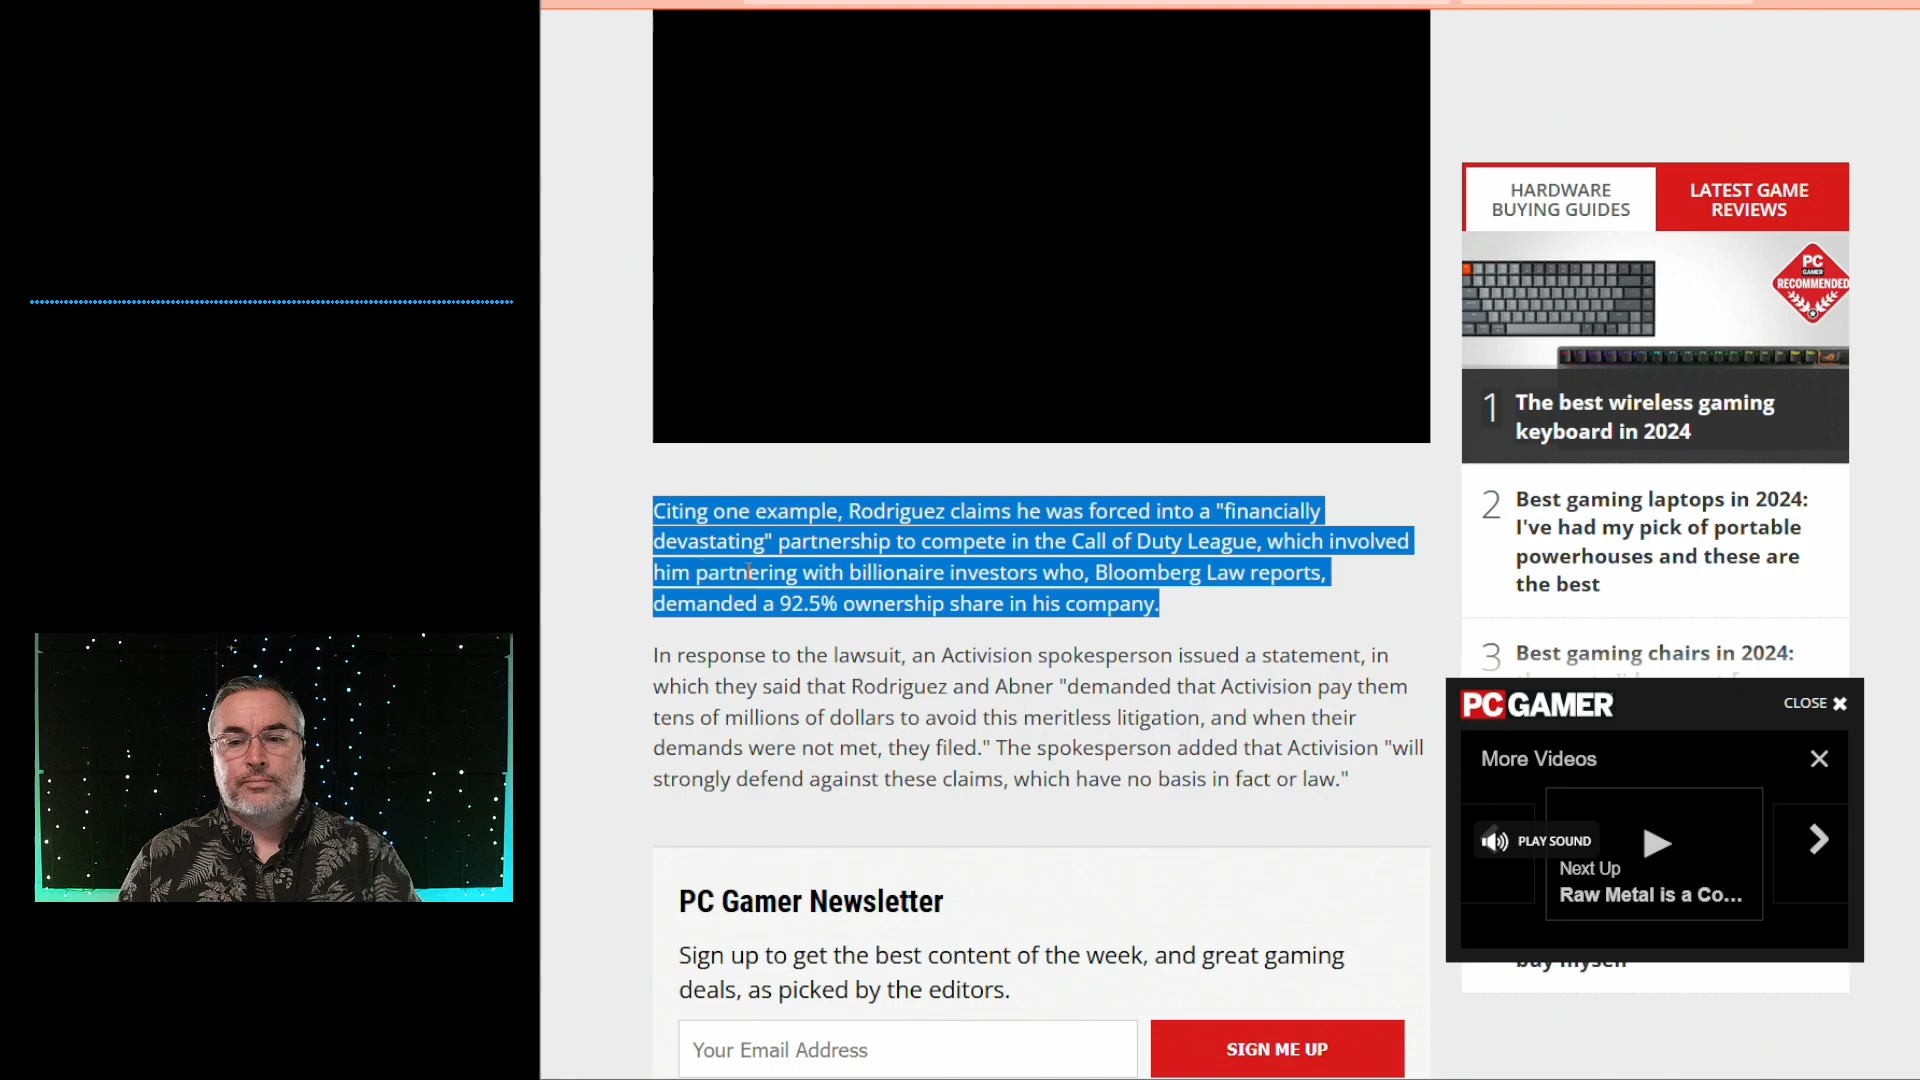 Citing one example, Rodriguez claims he was forced into a "financially
devastating" partnership to compete in the Call of Duty League, which involved
him partnering with billionaire investors who, Bloomberg Law reports,
demanded a 92.5% ownership share in his company.
In response to the lawsuit, an Activision spokesperson issued a statement, in
which they said that Rodriguez and Abner "demanded that Activision pay them
tens of millions of dollars to avoid this meritless litigation, and when their
demands were not met, they filed." The spokesperson added that Activision "will
strongly defend against these claims, which have no basis in fact or law."
PC Gamer Newsletter
Sign up to get the best content of the week, and great gaming
deals, as picked by the editors.
Your Email Address
SIGN ME UP
HARDWARE
BUYING GUIDES
LATEST GAME
REVIEWS
PC
GAMER
RECOMMENDED
1
The best wireless gaming
keyboard in 2024
2
Best gaming laptops in 2024:
I've had my pick of portable
powerhouses and these are
the best
3
Best gaming chairs in 2024:
PC GAMER
CLOSE
More Videos
PLAY SOUND
Next Up
Raw Metal is a Co...
buy myself